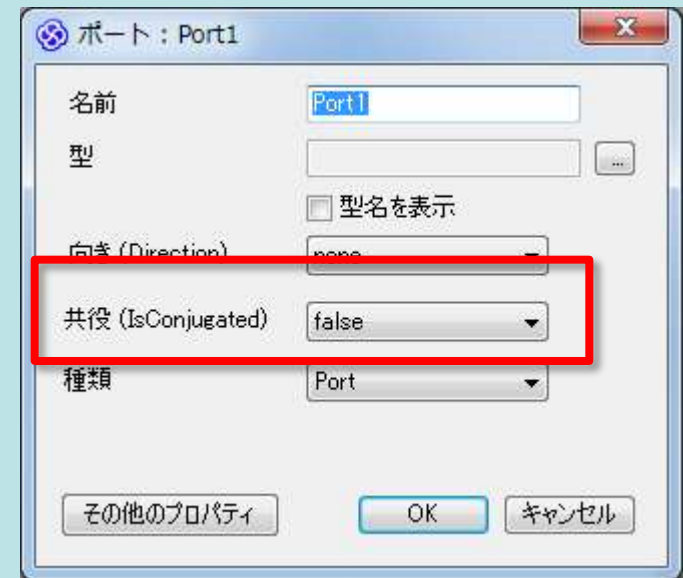 ポート：Port1
名前 Port1
型 ...
型名を表示
向き (Direction) none
共役 (IsConjugated) false
種類 Port
その他のプロパティ OK キャンセル